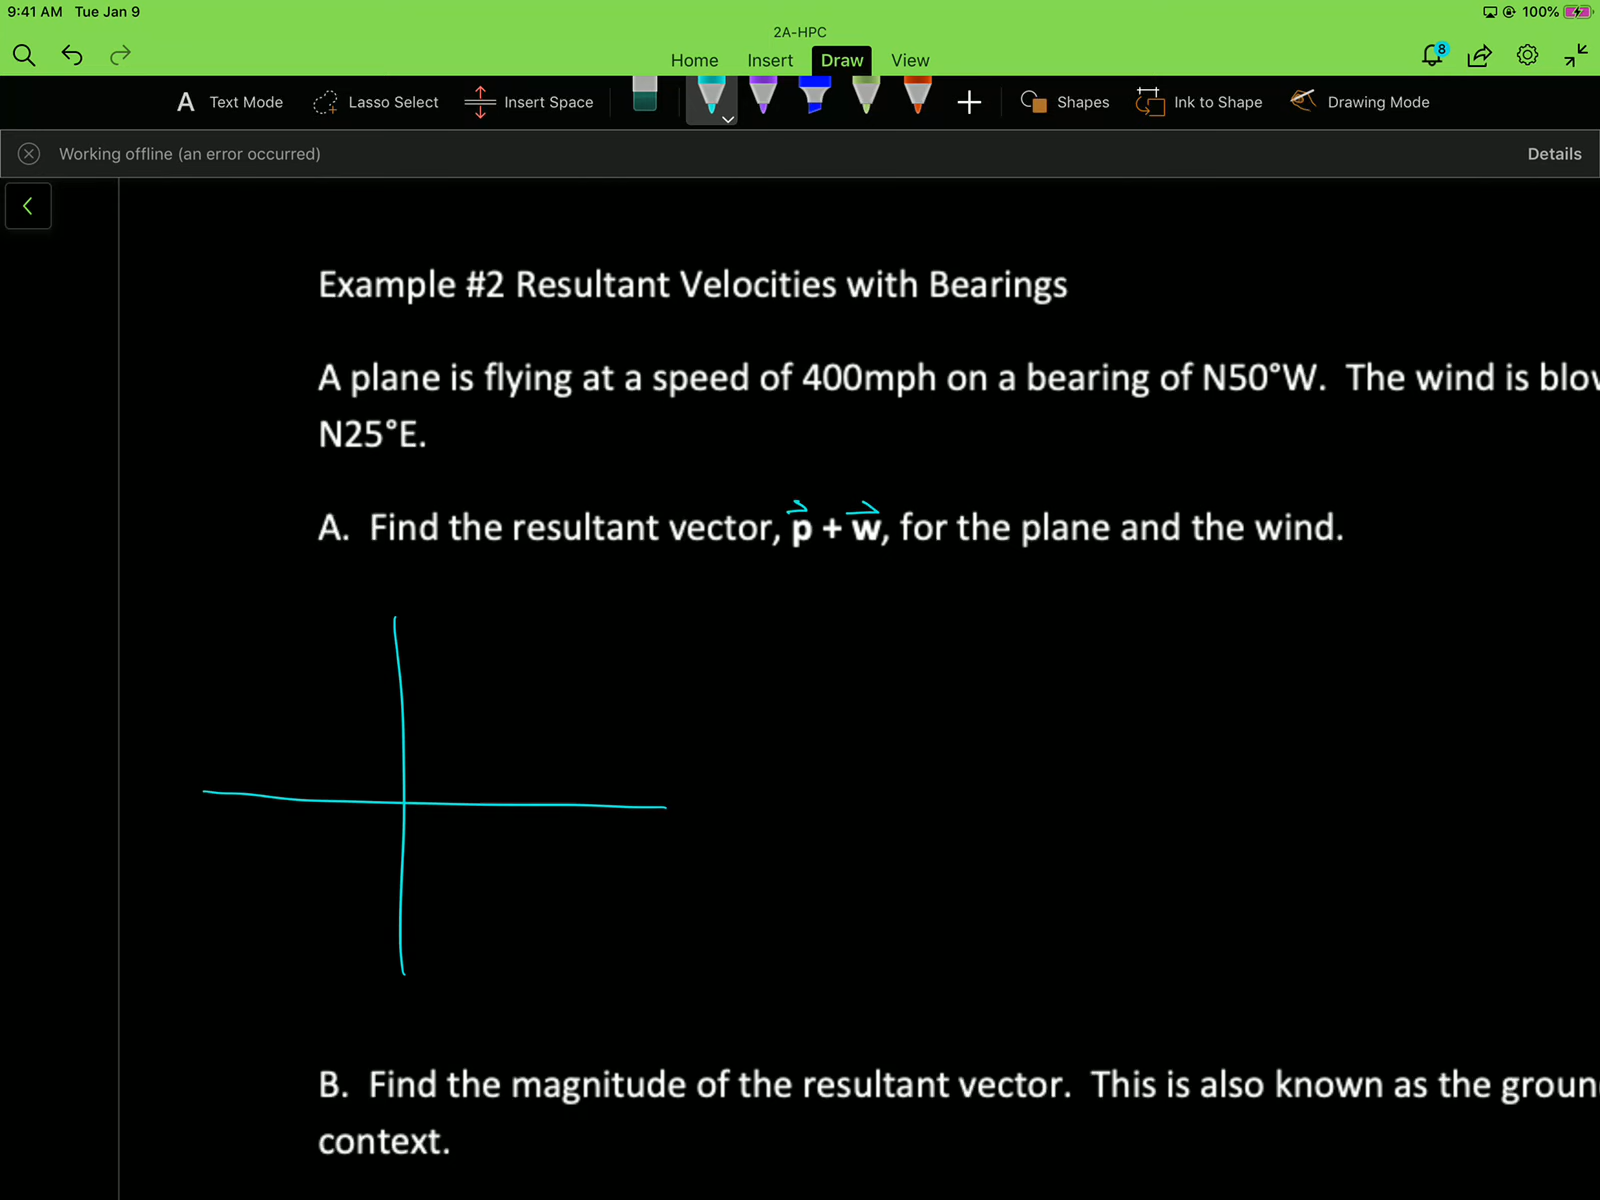 9:41 AM Tue Jan 9
100%
2A-HPC
Home Insert Draw View
8
A Text Mode Lasso Select Insert Space Shapes Ink to Shape Drawing Mode
Working offline (an error occurred) Details
Example #2 Resultant Velocities with Bearings
A plane is flying at a speed of 400mph on a bearing of N50°W. The wind is
N25°E.
A. Find the resultant vector, p + w, for the plane and the wind.
B. Find the magnitude of the resultant vector. This is also known as the
context.